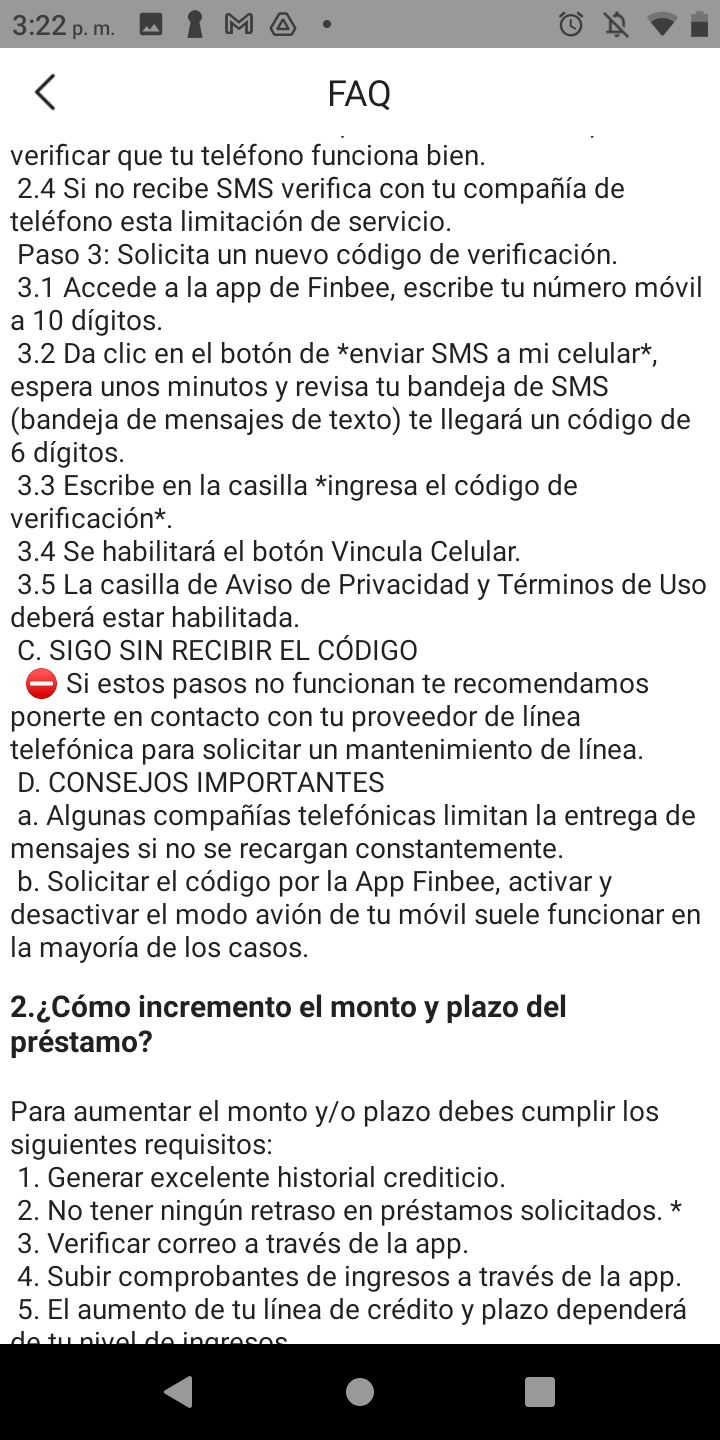 3:22 p. m.
FAQ
verificar que tu teléfono funciona bien.
2.4 Si no recibe SMS verifica con tu compañía de
teléfono esta limitación de servicio.
Paso 3: Solicita un nuevo código de verificación.
3.1 Accede a la app de Finbee, escribe tu número móvil
a 10 dígitos.
3.2 Da clic en el botón de *enviar SMS a mi celular*,
espera unos minutos y revisa tu bandeja de SMS
(bandeja de mensajes de texto) te llegará un código de
6 dígitos.
3.3 Escribe en la casilla *ingresa el código de
verificación*.
3.4 Se habilitará el botón Vincula Celular.
3.5 La casilla de Aviso de Privacidad y Términos de Uso
deberá estar habilitada.
C. SIGO SIN RECIBIR EL CÓDIGO
⛔ Si estos pasos no funcionan te recomendamos
ponerte en contacto con tu proveedor de línea
telefónica para solicitar un mantenimiento de línea.
D. CONSEJOS IMPORTANTES
a. Algunas compañías telefónicas limitan la entrega de
mensajes si no se recargan constantemente.
b. Solicitar el código por la App Finbee, activar y
desactivar el modo avión de tu móvil suele funcionar en
la mayoría de los casos.
2.¿Cómo incremento el monto y plazo del
préstamo?
Para aumentar el monto y/o plazo debes cumplir los
siguientes requisitos:
1. Generar excelente historial crediticio.
2. No tener ningún retraso en préstamos solicitados. *
3. Verificar correo a través de la app.
4. Subir comprobantes de ingresos a través de la app.
5. El aumento de tu línea de crédito y plazo dependerá
de tu nivel de ingresos